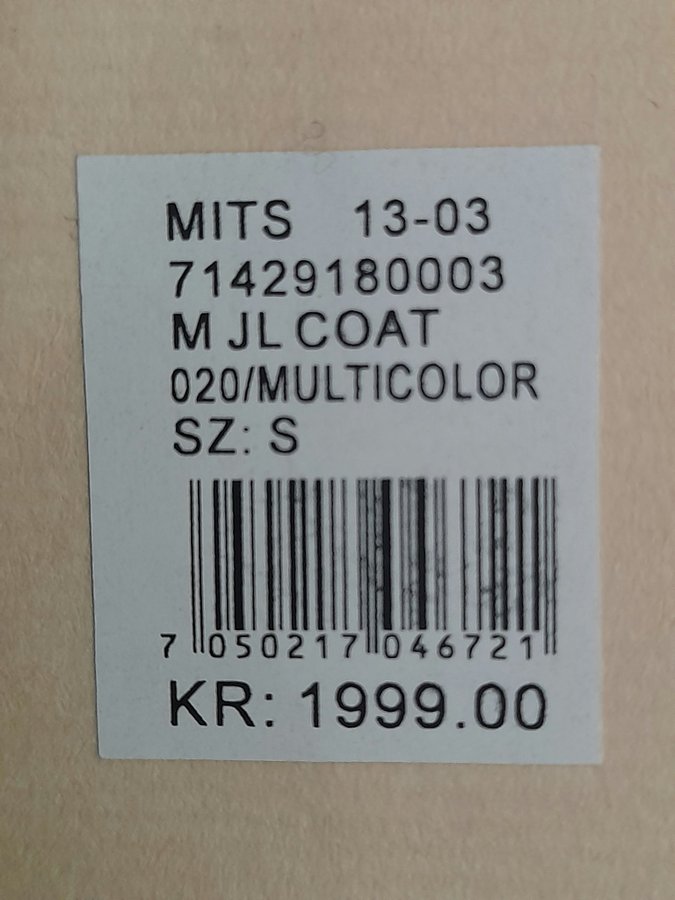 MITS 13-03
71429180003
M JL COAT
020/MULTICOLOR
SZ: S
7 050217 046721
KR: 1999.00